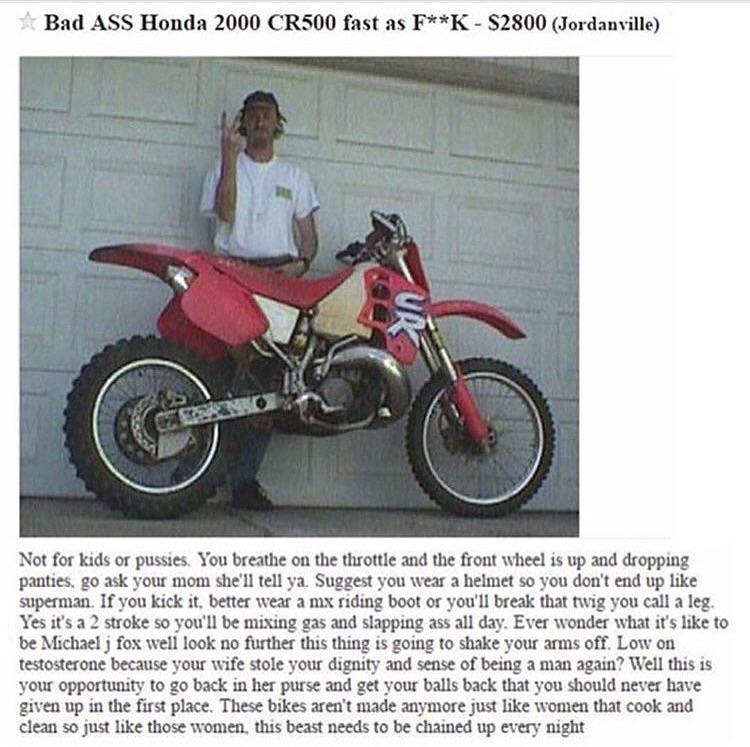 Bad ASS Honda 2000 CR500 fast as F**K - $2800 (Jordanville)
Not for kids or pussies. You breathe on the throttle and the front wheel is up and dropping
panties, go ask your mom she'll tell ya. Suggest you wear a helmet so you don't end up like
superman. If you kick it, better wear a mx riding boot or you'll break that twig you call a leg.
Yes it's a 2 stroke so you'll be mixing gas and slapping ass all day. Ever wonder what it's like to
be Michael j fox well look no further this thing is going to shake your arms off. Low on
testosterone because your wife stole your dignity and sense of being a man again? Well this is
your opportunity to go back in her purse and get your balls back that you should never have
given up in the first place. These bikes aren't made anymore just like women that cook and
clean so just like those women, this beast needs to be chained up every night